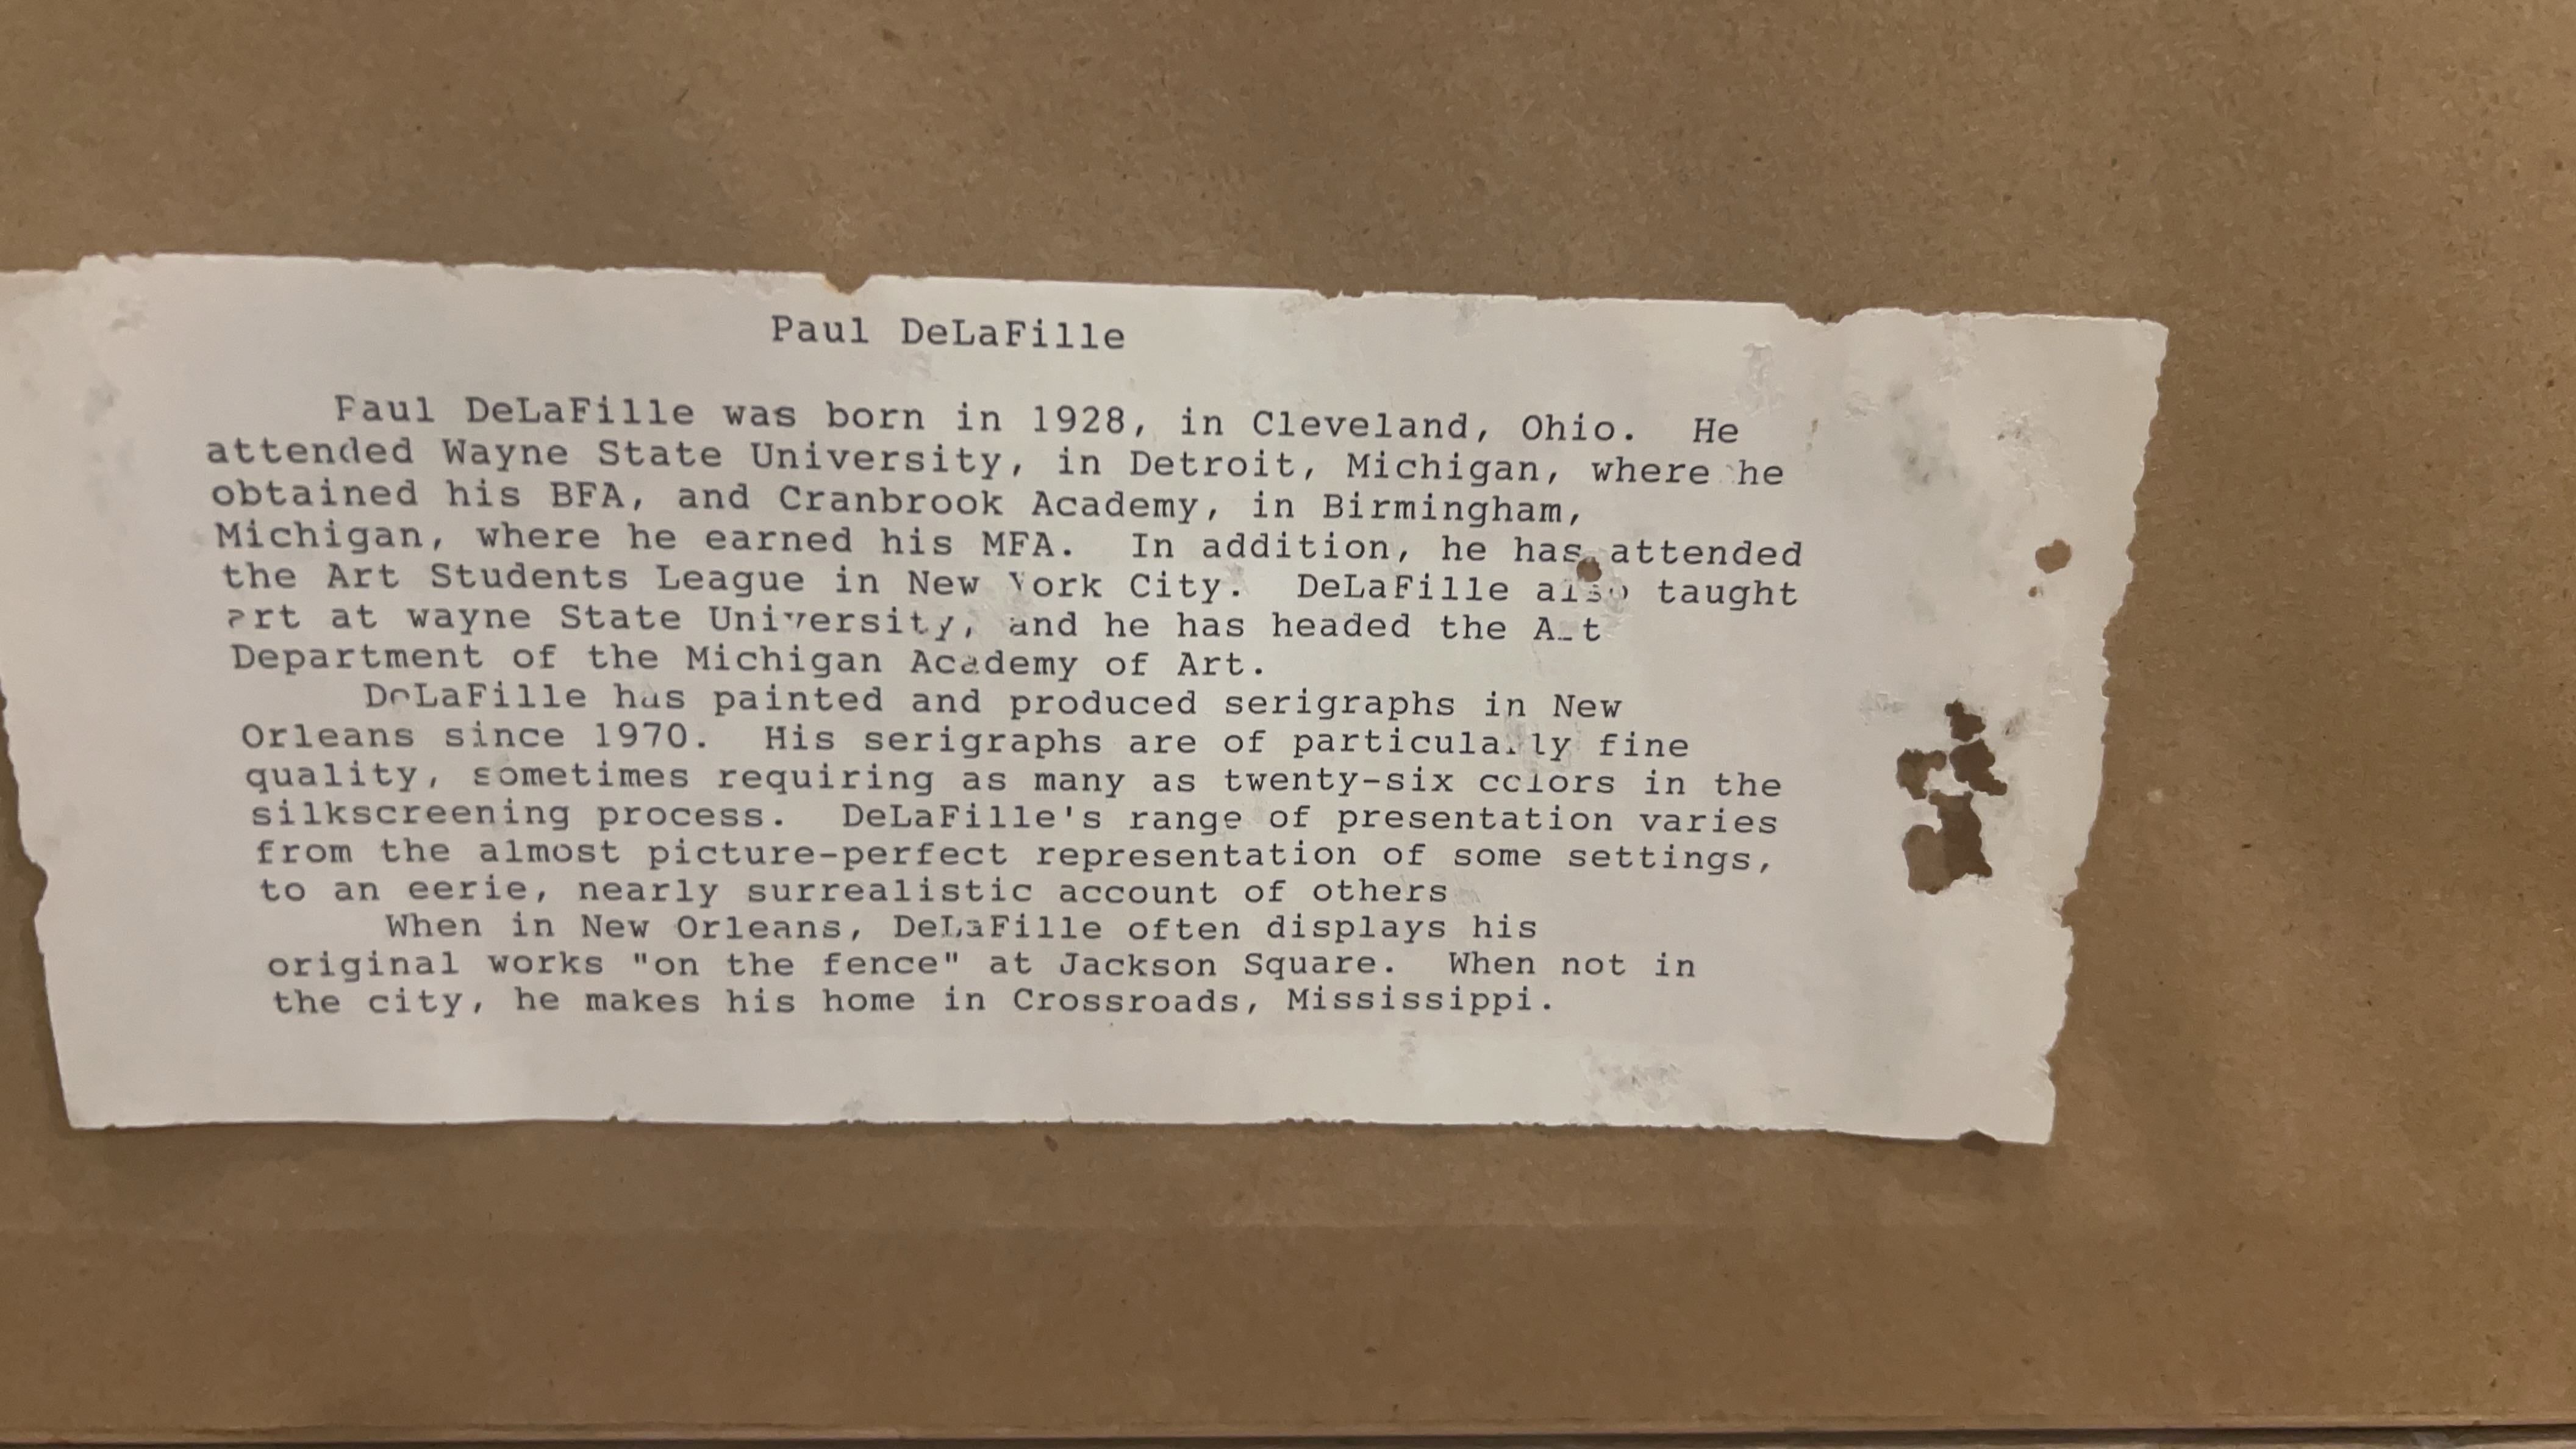 Paul DeLaFille
Paul DeLaFille was born in 1928, in Cleveland, Ohio. He
attended Wayne State University, in Detroit, Michigan, where he
obtained his BFA, and Cranbrook Academy, in Birmingham,
Michigan, where he earned his MFA. In addition, he has attended
the Art Students League in New York City. DeLaFille also taught
art at wayne State University, and he has headed the Art
Department of the Michigan Academy of Art.
DeLaFille has painted and produced serigraphs in New
Orleans since 1970. His serigraphs are of particularly fine
quality, sometimes requiring as many as twenty-six colors in the
silkscreening process. DeLaFille's range of presentation varies
from the almost picture-perfect representation of some settings,
to an eerie, nearly surrealistic account of others
When in New Orleans, DeLaFille often displays his
original works "on the fence" at Jackson Square. When not in
the city, he makes his home in Crossroads, Mississippi.